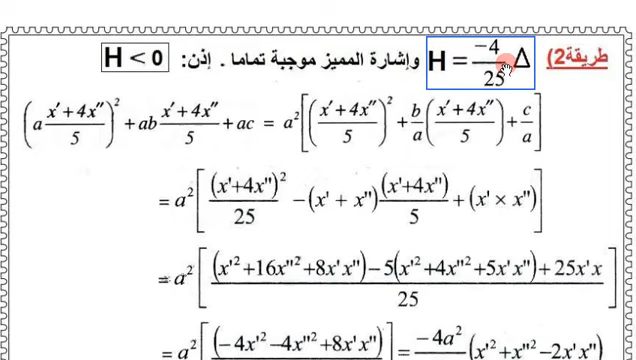 طريقة2) H = −4/25 Δ وإشارة المميز موجبة تماما . إذن: H < 0
(a (x'+4x")/5)² + ab (x'+4x")/5 + ac = a²[((x'+4x")/5)² + b/a((x'+4x")/5) + c/a]
= a²[(x'+4x")²/25 − (x' + x")(x'+4x")/5 + (x' × x")]
= a²[((x'²+16x"²+8x'x") − 5(x'²+4x"²+5x'x") + 25x'x)/25]
= a²[(−4x'²−4x"²+8x'x")] = −4a² (x'²+x"²−2x'x")